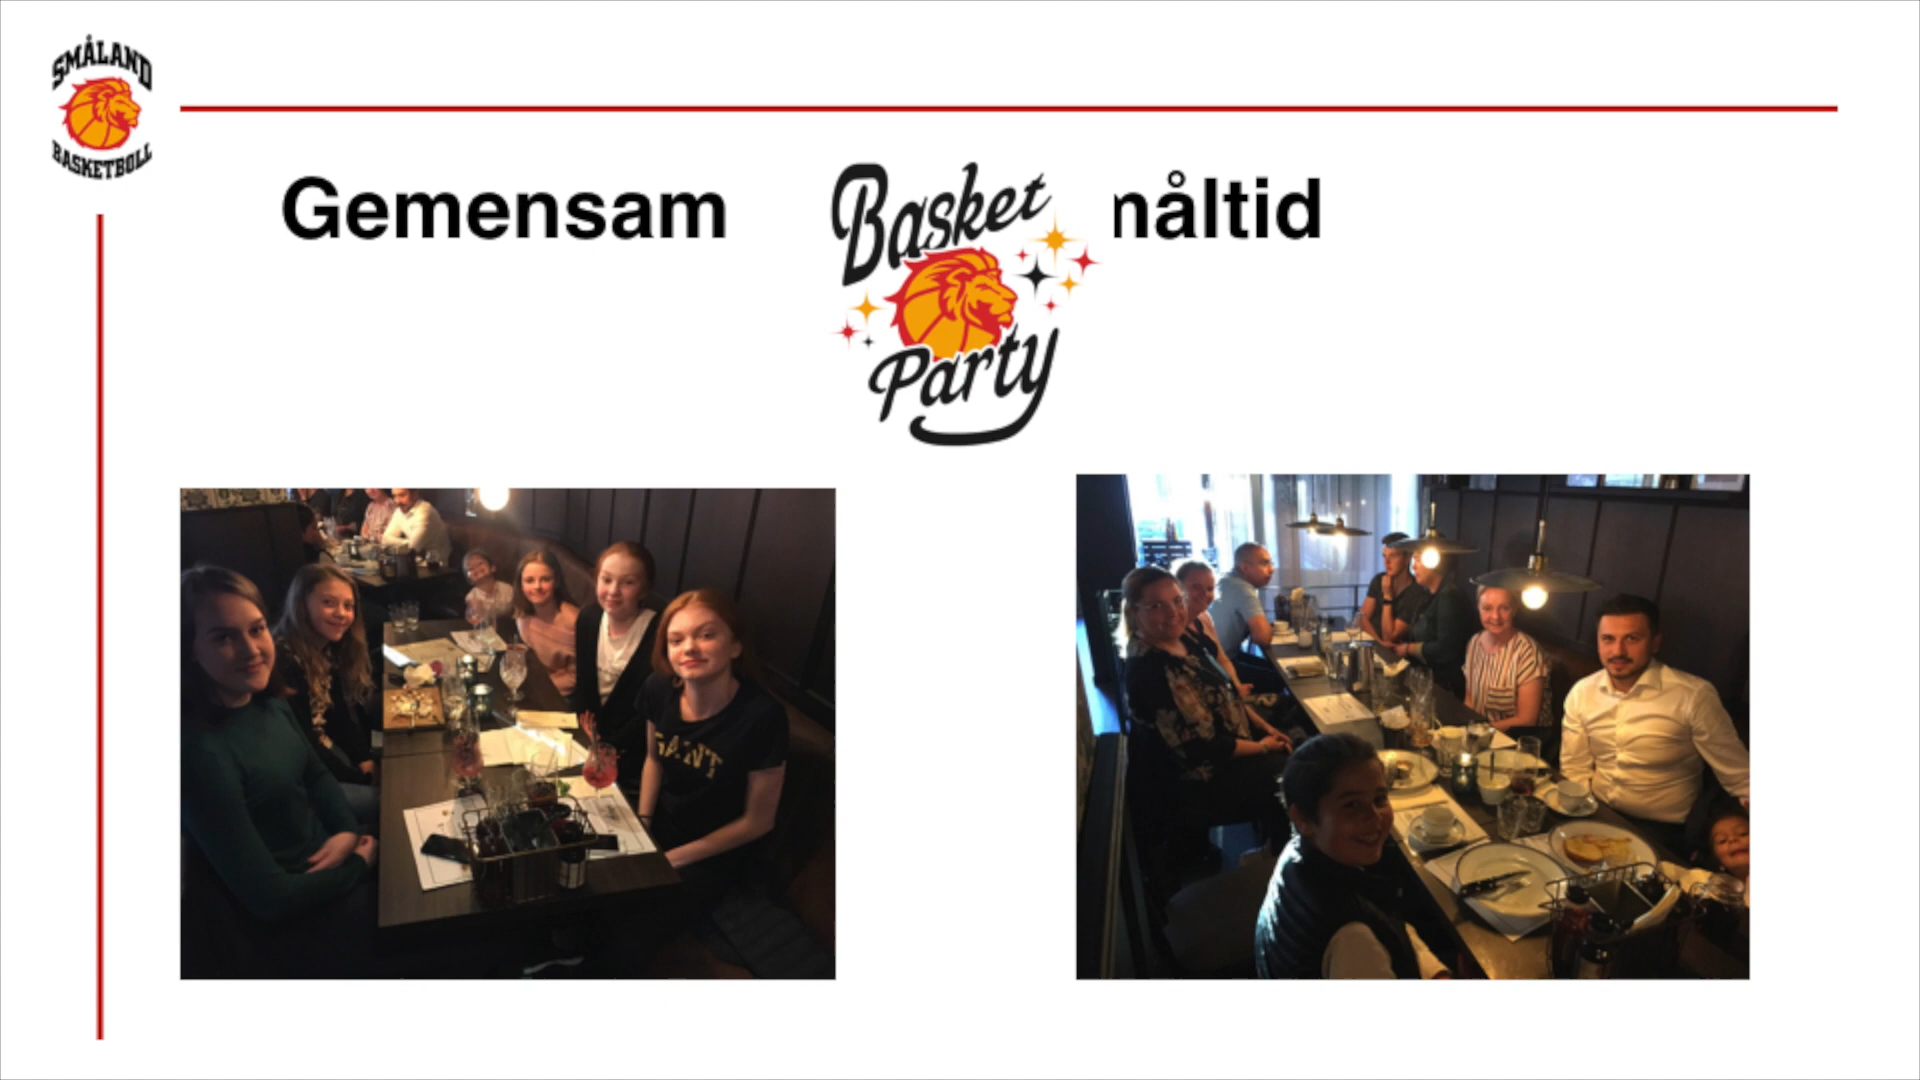 SMÅLAND
BASKETBOLL
Gemensam måltid
Basket
Party
GANT